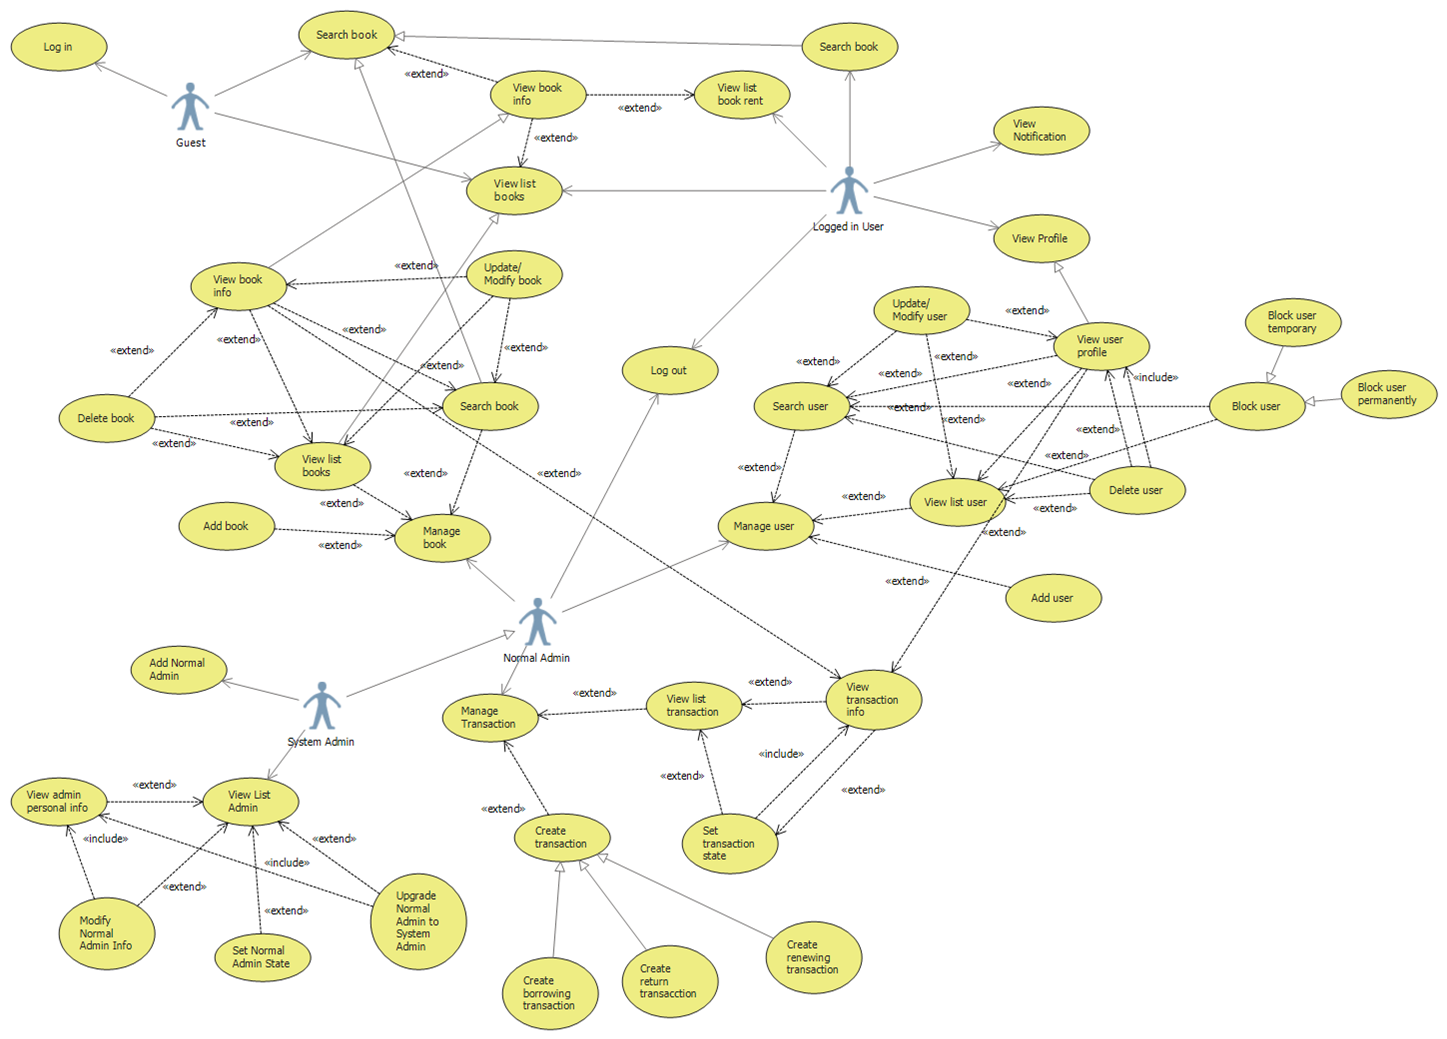 Log in
Search book
Search book
«extend»
View book
info
«extend»
View list
book rent
View
Notification
Guest
«extend»
View list
books
Logged in User
View Profile
View book
info
«extend»
Update/
Modify book
«extend»
«extend»
«extend»
«extend»
«extend»
Update/
Modify user
«extend»
View user
profile
Block user
temporary
Log out
«extend»
«extend»
«extend»
«extend»
«include»
Block user
permanently
Delete book
«extend»
«extend»
Search book
Search user
«extend»
«extend»
Block user
«extend»
View list
books
«extend»
«extend»
«extend»
«extend»
«extend»
Delete user
View list user
«extend»
«extend»
Add book
«extend»
Manage
book
Manage user
«extend»
«extend»
Add user
Normal Admin
Add Normal
Admin
System Admin
Manage
Transaction
«extend»
View list
transaction
«extend»
View
transaction
info
«include»
«extend»
«extend»
View admin
personal info
«extend»
View List
Admin
«include»
«extend»
«include»
«extend»
«extend»
«extend»
Create
transaction
Set
transaction
state
Modify
Normal
Admin Info
Set Normal
Admin State
Upgrade
Normal
Admin to
System
Admin
Create
borrowing
transaction
Create
return
transacction
Create
renewing
transaction